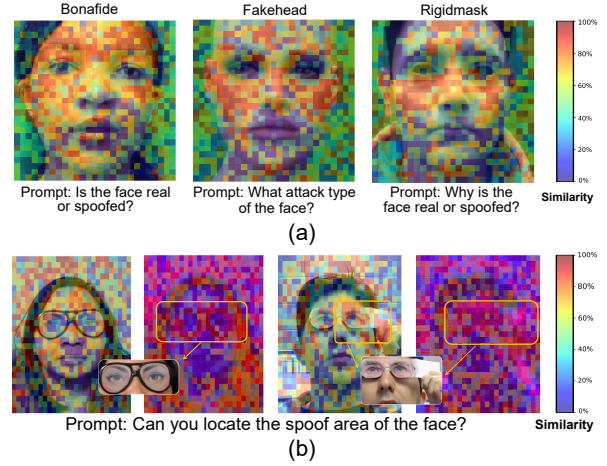 Bonafide
Fakehead
Rigidmask
100%
80%
60%
40%
20%
0%
Similarity
Prompt: Is the face real
or spoofed?
Prompt: What attack type
of the face?
Prompt: Why is the
face real or spoofed?
(a)
100%
80%
60%
40%
20%
0%
Similarity
Prompt: Can you locate the spoof area of the face?
(b)